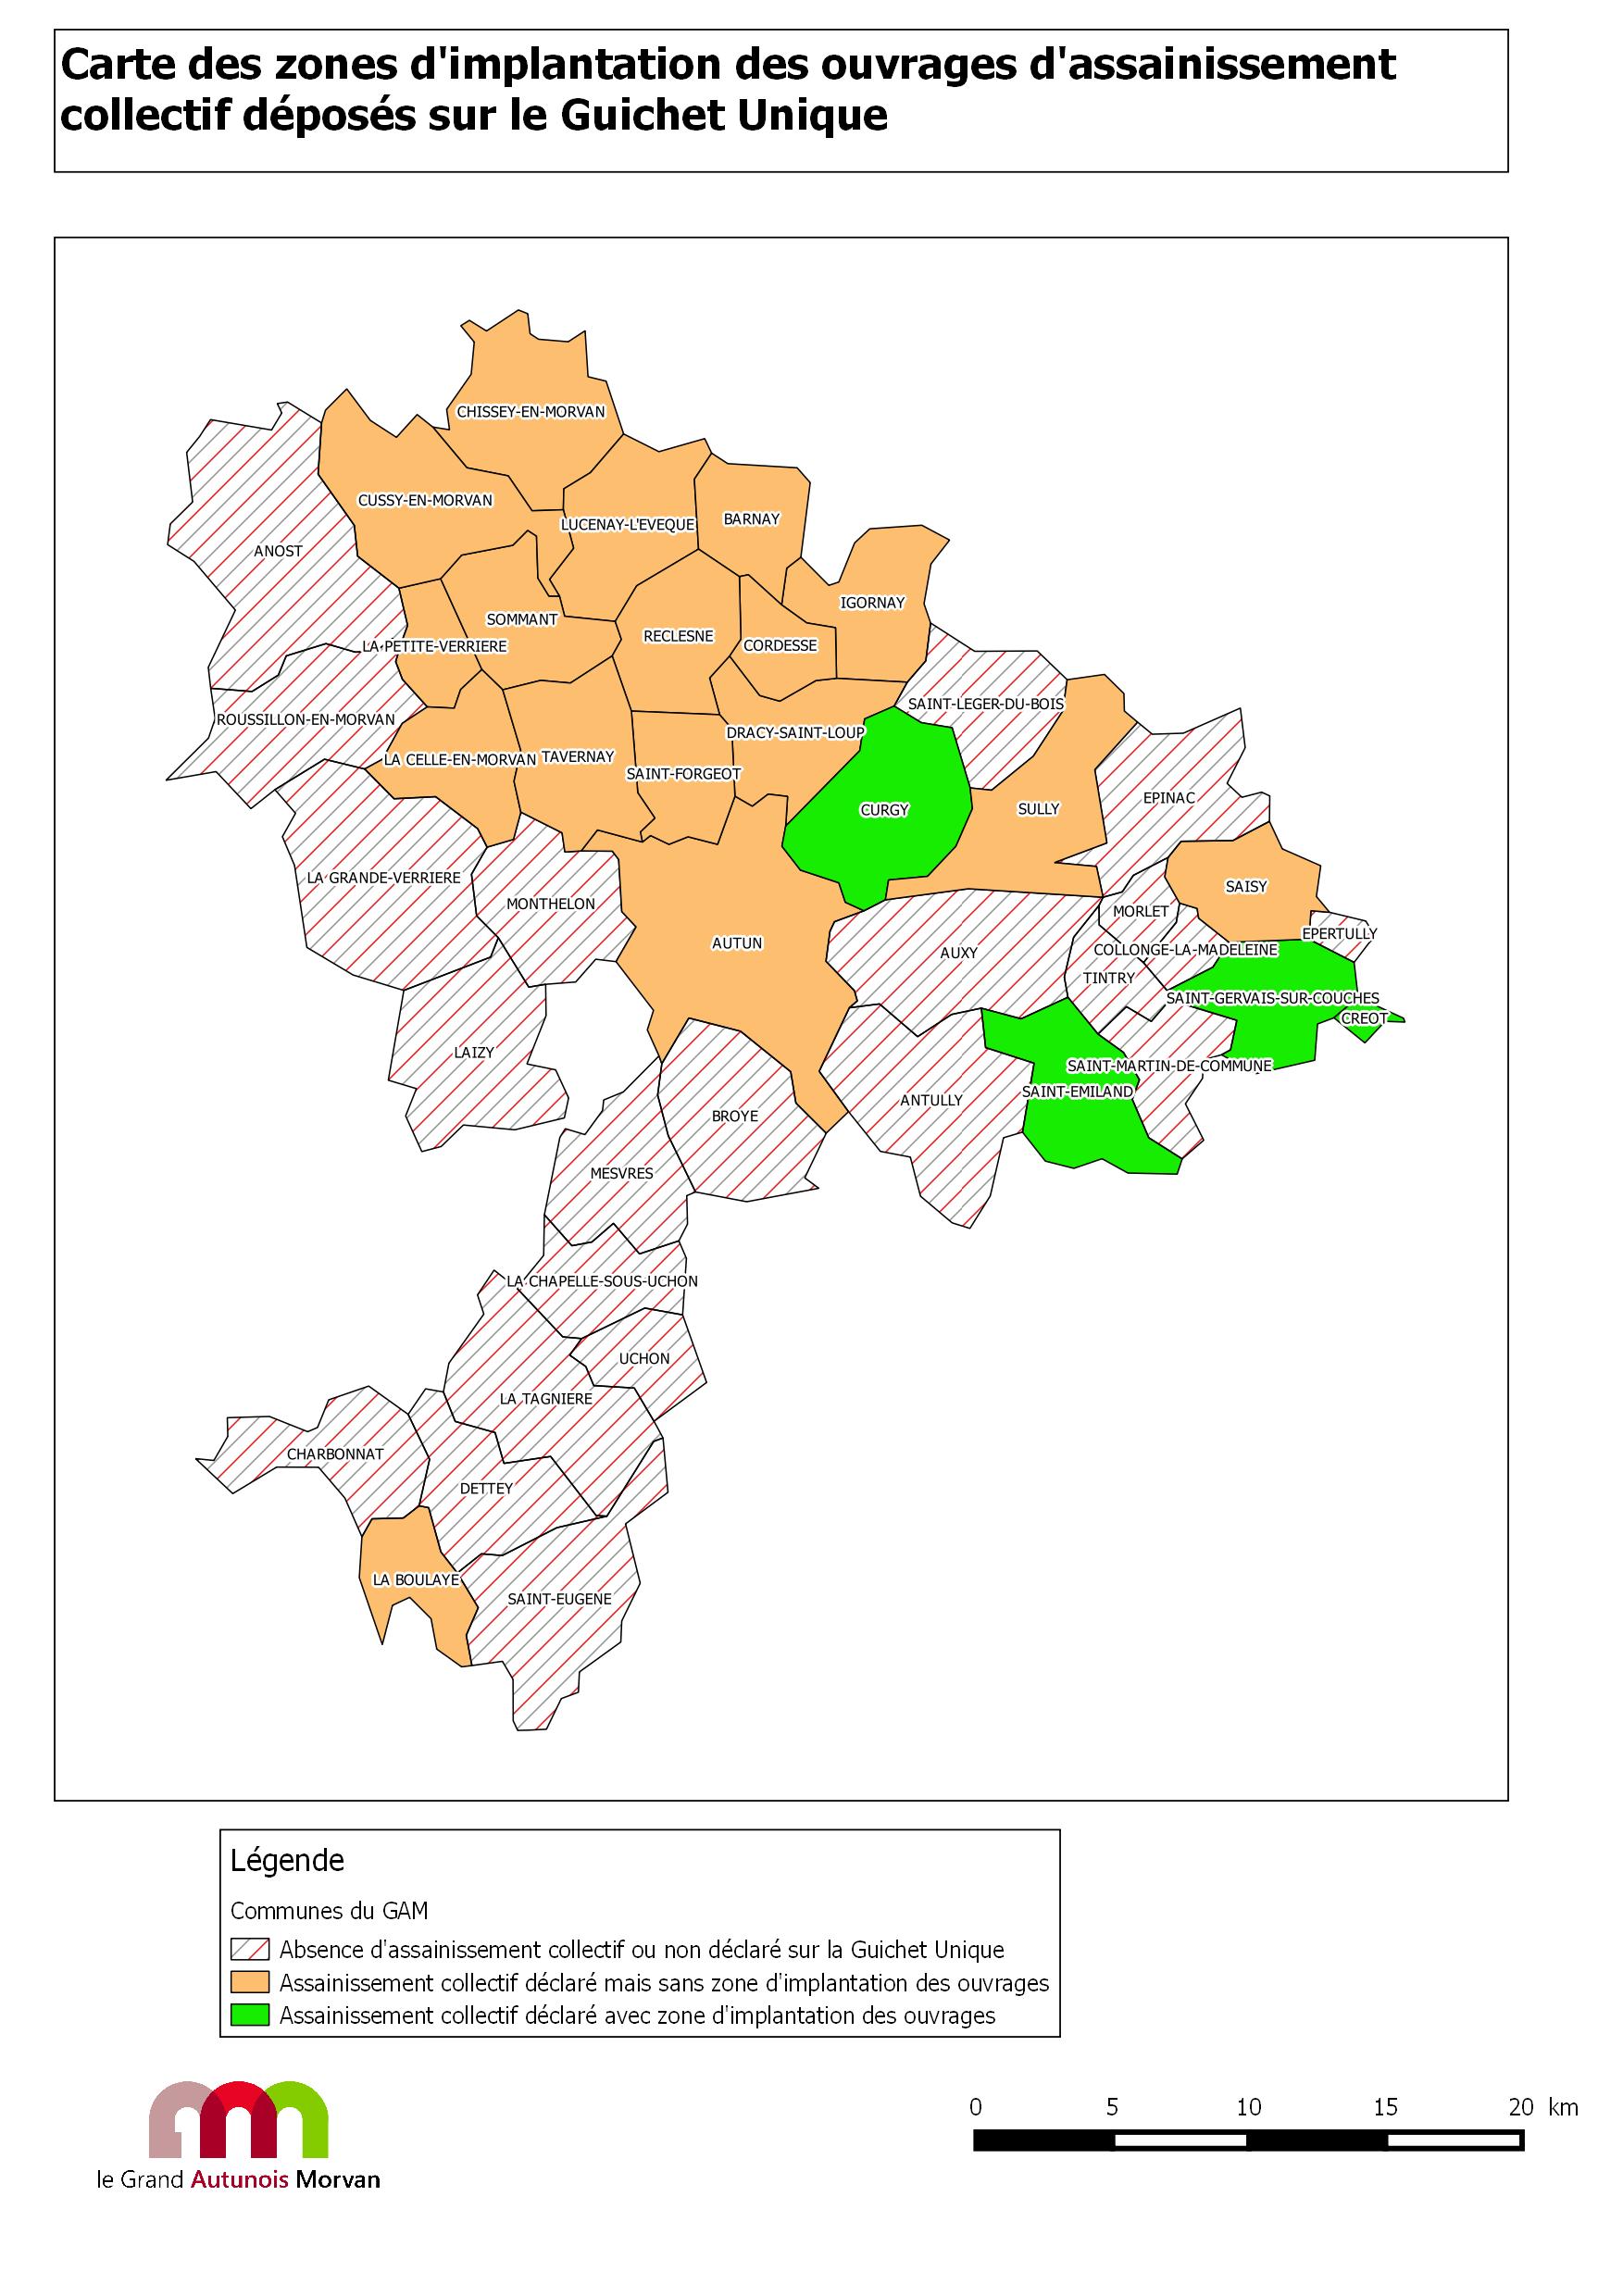 Carte des zones d'implantation des ouvrages d'assainissement
collectif déposés sur le Guichet Unique
CHISSEY-EN-MORVAN
CUSSY-EN-MORVAN
LUCENAY-L'EVEQUE
BARNAY
ANOST
IGORNAY
SOMMANT
RECLESNE
CORDESSE
LA PETITE-VERRIERE
SAINT-LEGER-DU-BOIS
ROUSSILLON-EN-MORVAN
DRACY-SAINT-LOUP
LA CELLE-EN-MORVAN
TAVERNAY
SAINT-FORGEOT
EPINAC
CURGY
SULLY
LA GRANDE-VERRIERE
SAISY
MONTHELON
MORLET
EPERTULLY
AUTUN
AUXY
COLLONGE-LA-MADELEINE
TINTRY
SAINT-GERVAIS-SUR-COUCHES
CREOT
LAIZY
SAINT-MARTIN-DE-COMMUNE
SAINT-EMILAND
ANTULLY
BROYE
MESVRES
LA CHAPELLE-SOUS-UCHON
UCHON
LA TAGNIERE
CHARBONNAT
DETTEY
LA BOULAYE
SAINT-EUGENE
Légende
Communes du GAM
Absence d'assainissement collectif ou non déclaré sur la Guichet Unique
Assainissement collectif déclaré mais sans zone d'implantation des ouvrages
Assainissement collectif déclaré avec zone d'implantation des ouvrages
0 5 10 15 20 km
le Grand Autunois Morvan